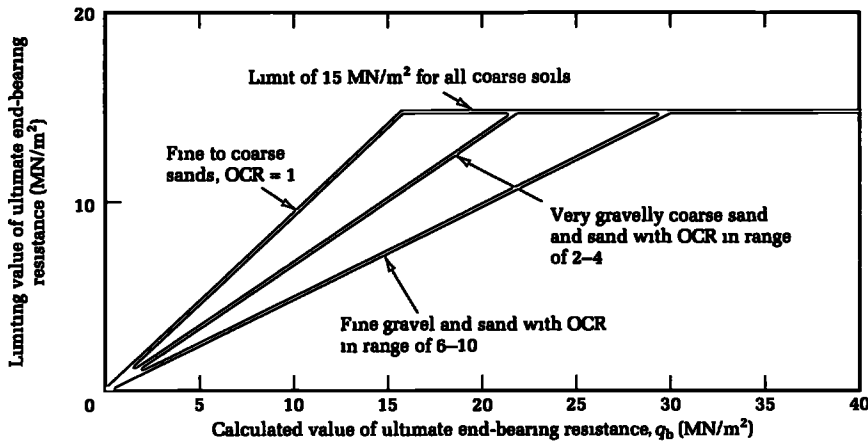 20
Limit of 15 MN/m² for all coarse soils
Fine to coarse
sands, OCR = 1
Limiting value of ultimate end-bearing
resistance (MN/m²)
10
Very gravelly coarse sand
and sand with OCR in range
of 2–4
Fine gravel and sand with OCR
in range of 6–10
0 5 10 15 20 25 30 35 40
Calculated value of ultimate end-bearing resistance, q_b (MN/m²)